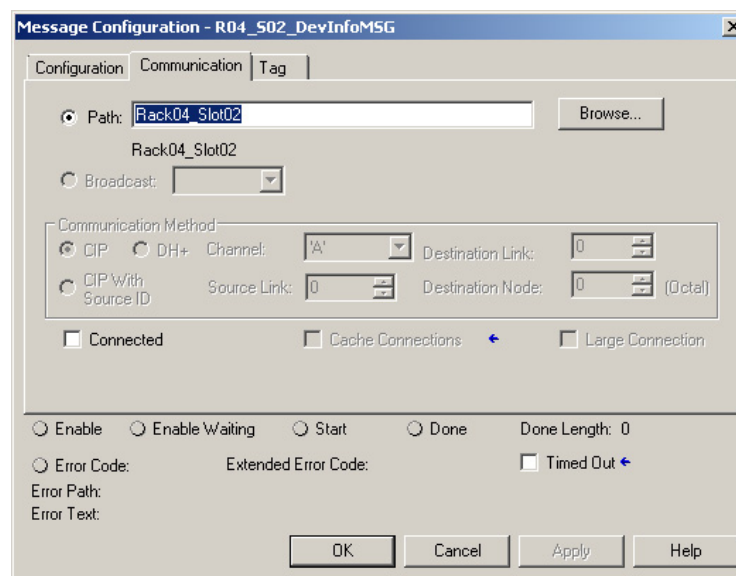 Message Configuration - R04_S02_DevInfoMSG
Configuration Communication Tag
Path: Rack04_Slot02 Browse...
Rack04_Slot02
Broadcast:
Communication Method
CIP DH+ Channel: 'A' Destination Link: 0
CIP With Source ID Source Link: 0 Destination Node: 0 (Octal)
Connected Cache Connections Large Connection
Enable Enable Waiting Start Done Done Length: 0
Error Code: Extended Error Code: Timed Out
Error Path:
Error Text:
OK Cancel Apply Help